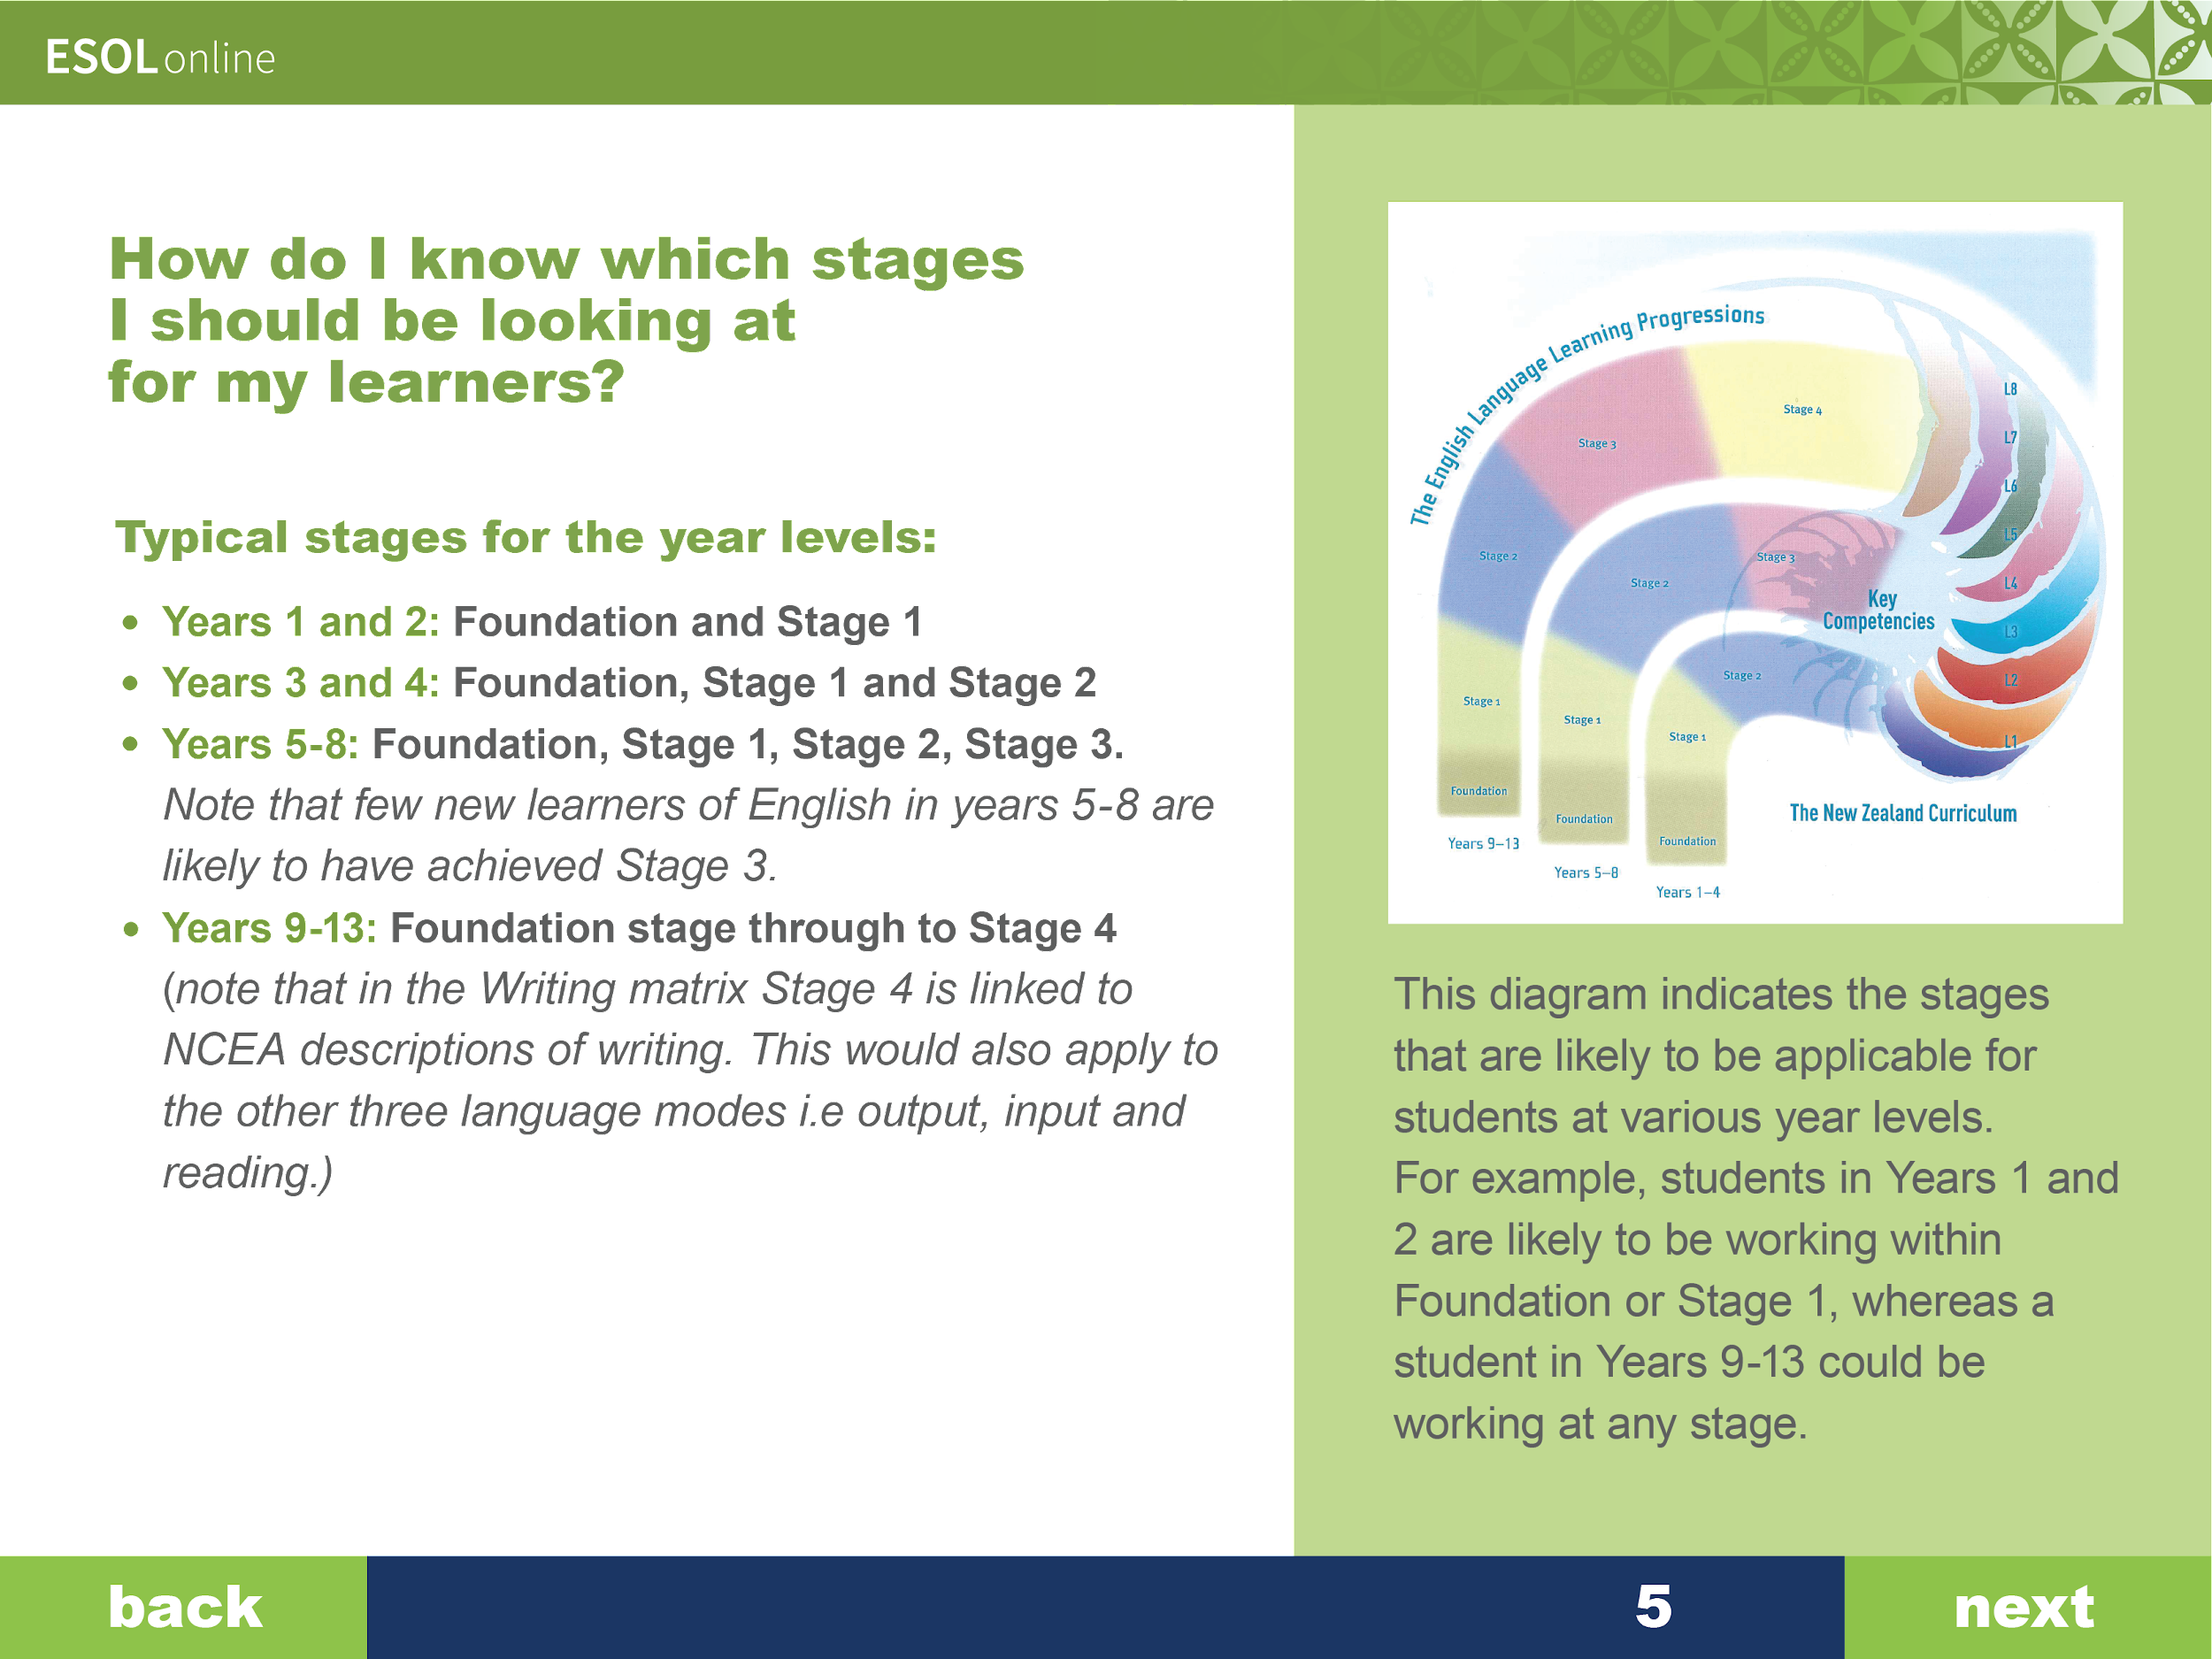 ESOL online
How do I know which stages
I should be looking at
for my learners?
Typical stages for the year levels:
• Years 1 and 2: Foundation and Stage 1
• Years 3 and 4: Foundation, Stage 1 and Stage 2
• Years 5-8: Foundation, Stage 1, Stage 2, Stage 3.
Note that few new learners of English in years 5-8 are
likely to have achieved Stage 3.
• Years 9-13: Foundation stage through to Stage 4
(note that in the Writing matrix Stage 4 is linked to
NCEA descriptions of writing. This would also apply to
the other three language modes i.e output, input and
reading.)
The English Language Learning Progressions
Stage 4
Stage 3
Stage 2
Stage 1
Foundation
Years 9–13
Stage 3
Stage 2
Stage 1
Foundation
Years 5–8
Stage 2
Stage 1
Foundation
Years 1–4
L8
L7
L6
L5
L4
L3
L2
L1
Key
Competencies
The New Zealand Curriculum
This diagram indicates the stages
that are likely to be applicable for
students at various year levels.
For example, students in Years 1 and
2 are likely to be working within
Foundation or Stage 1, whereas a
student in Years 9-13 could be
working at any stage.
back
5
next